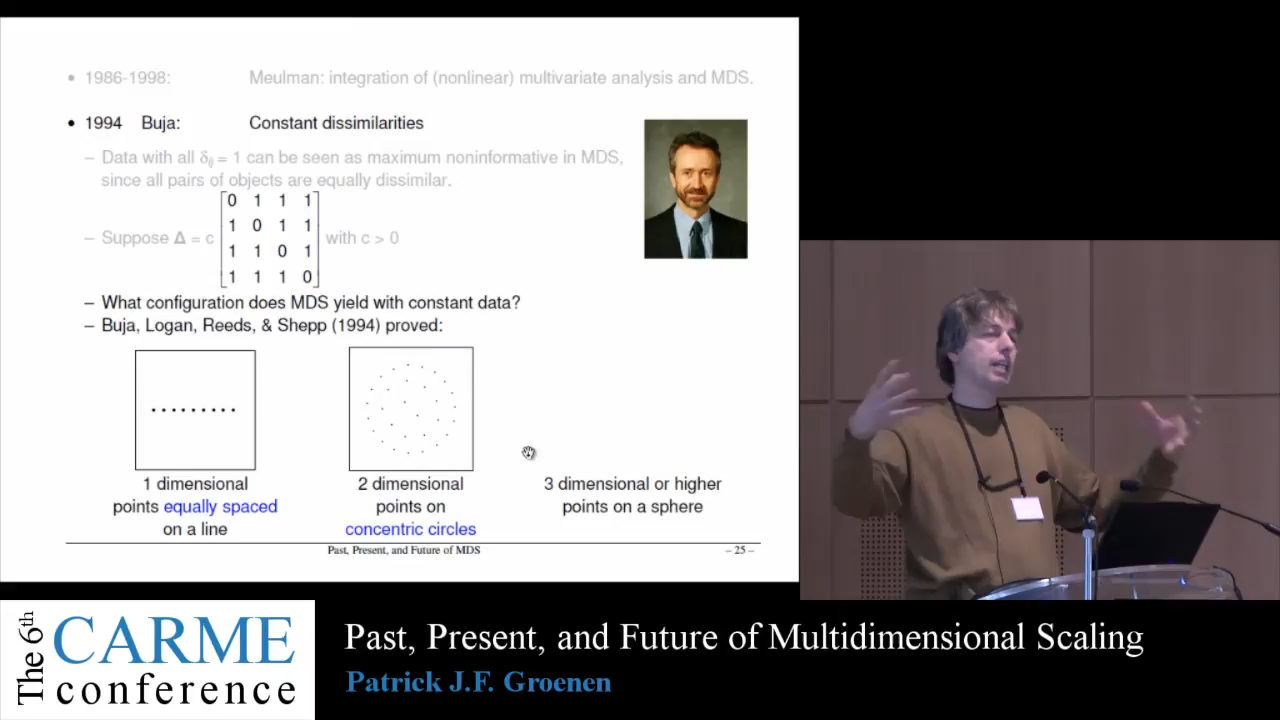 • 1986-1998: Meulman: integration of (nonlinear) multivariate analysis and MDS.
• 1994 Buja: Constant dissimilarities
– Data with all δij = 1 can be seen as maximum noninformative in MDS,
since all pairs of objects are equally dissimilar.
0 1 1 1
1 0 1 1
– Suppose Δ = c with c > 0
1 1 0 1
1 1 1 0
– What configuration does MDS yield with constant data?
– Buja, Logan, Reeds, & Shepp (1994) proved:
1 dimensional
points equally spaced
on a line
2 dimensional
points on
concentric circles
3 dimensional or higher
points on a sphere
Past, Present, and Future of MDS
– 25 –
The 6th
CARME
conference
Past, Present, and Future of Multidimensional Scaling
Patrick J.F. Groenen